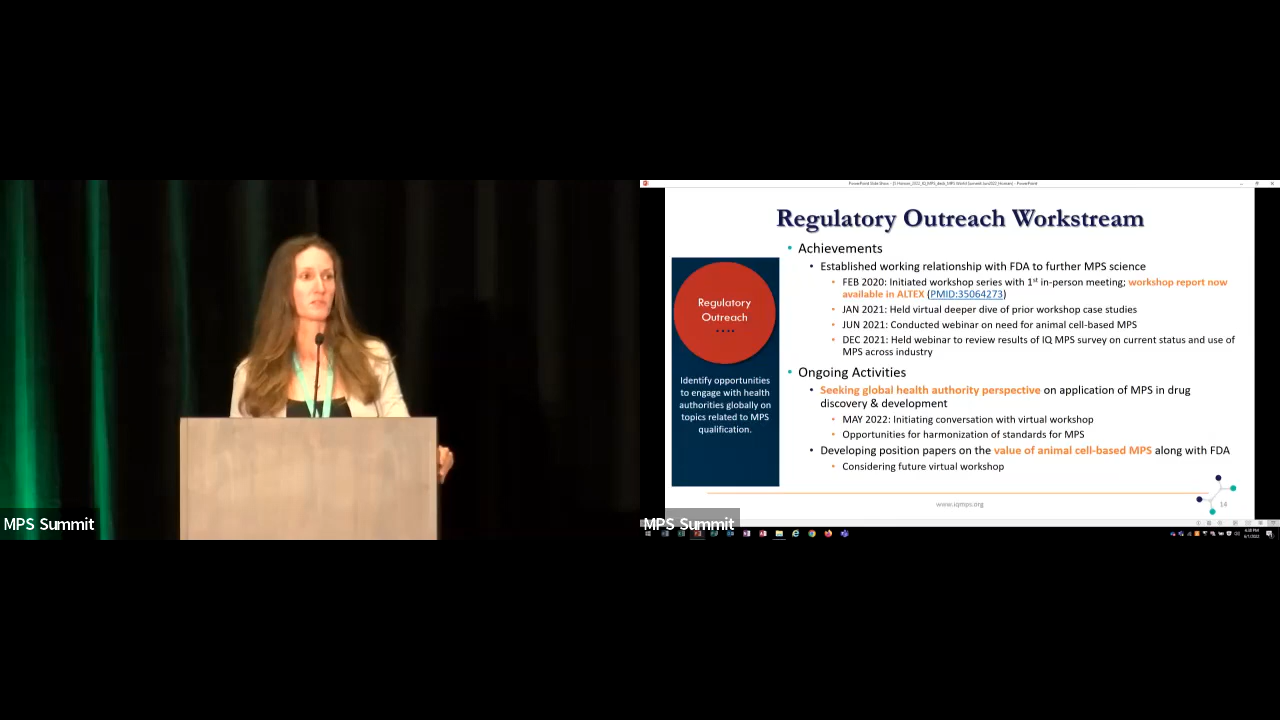 PowerPoint Slide Show
PowerPoint
Regulatory Outreach Workstream
Regulatory
Outreach
Identify opportunities
to engage with health
authorities globally on
topics related to MPS
qualification.
• Achievements
• Established working relationship with FDA to further MPS science
• FEB 2020: Initiated workshop series with 1st in-person meeting; workshop report now
available in ALTEX (PMID:35064273)
• JAN 2021: Held virtual deeper dive of prior workshop case studies
• JUN 2021: Conducted webinar on need for animal cell-based MPS
• DEC 2021: Held webinar to review results of IQ MPS survey on current status and use of
MPS across industry
• Ongoing Activities
• Seeking global health authority perspective on application of MPS in drug
discovery & development
• MAY 2022: Initiating conversation with virtual workshop
• Opportunities for harmonization of standards for MPS
• Developing position papers on the value of animal cell-based MPS along with FDA
• Considering future virtual workshop
www.iqmps.org
14
MPS Summit
MPS Summit